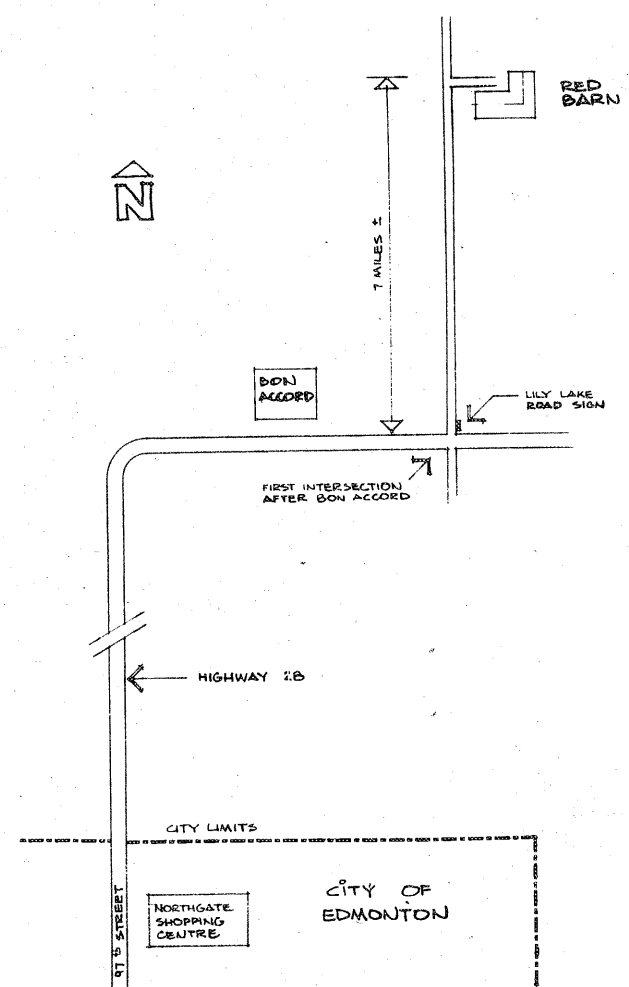 RED
BARN
N
7 MILES ±
BON
ACCORD
LILY LAKE
ROAD SIGN
FIRST INTERSECTION
AFTER BON ACCORD
HIGHWAY 28
CITY LIMITS
CITY OF
EDMONTON
NORTHGATE
SHOPPING
CENTRE
97 STREET